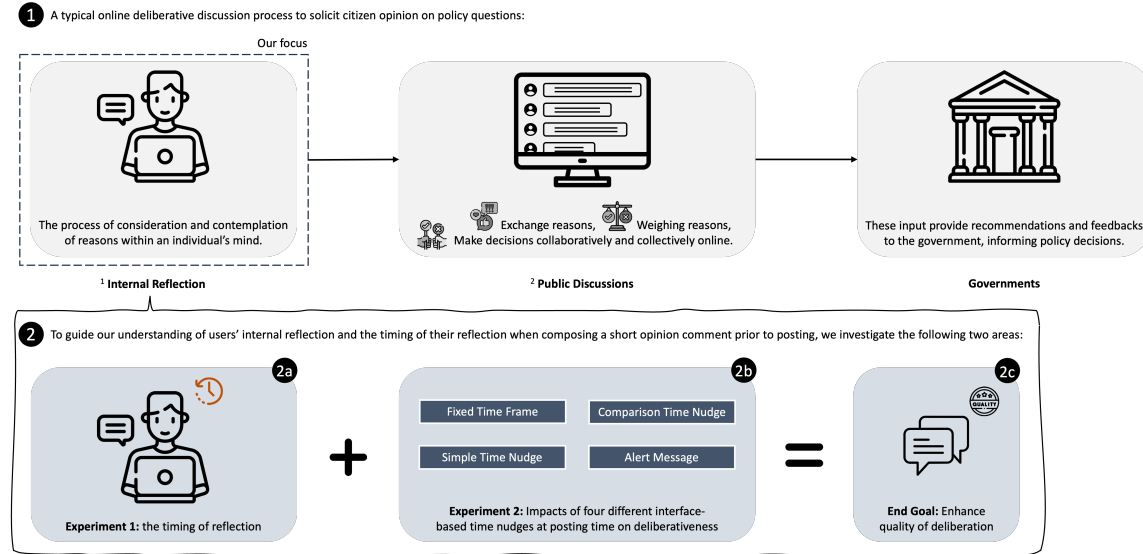 1 A typical online deliberative discussion process to solicit citizen opinion on policy questions:
Our focus
The process of consideration and contemplation
of reasons within an individual's mind.
Exchange reasons, Weighing reasons,
Make decisions collaboratively and collectively online.
These input provide recommendations and feedbacks
to the government, informing policy decisions.
1 Internal Reflection
2 Public Discussions
Governments
2 To guide our understanding of users' internal reflection and the timing of their reflection when composing a short opinion comment prior to posting, we investigate the following two areas:
2a
2b
2c
Fixed Time Frame
Comparison Time Nudge
Simple Time Nudge
Alert Message
QUALITY
Experiment 1: the timing of reflection
Experiment 2: Impacts of four different interface-
based time nudges at posting time on deliberativeness
End Goal: Enhance
quality of deliberation